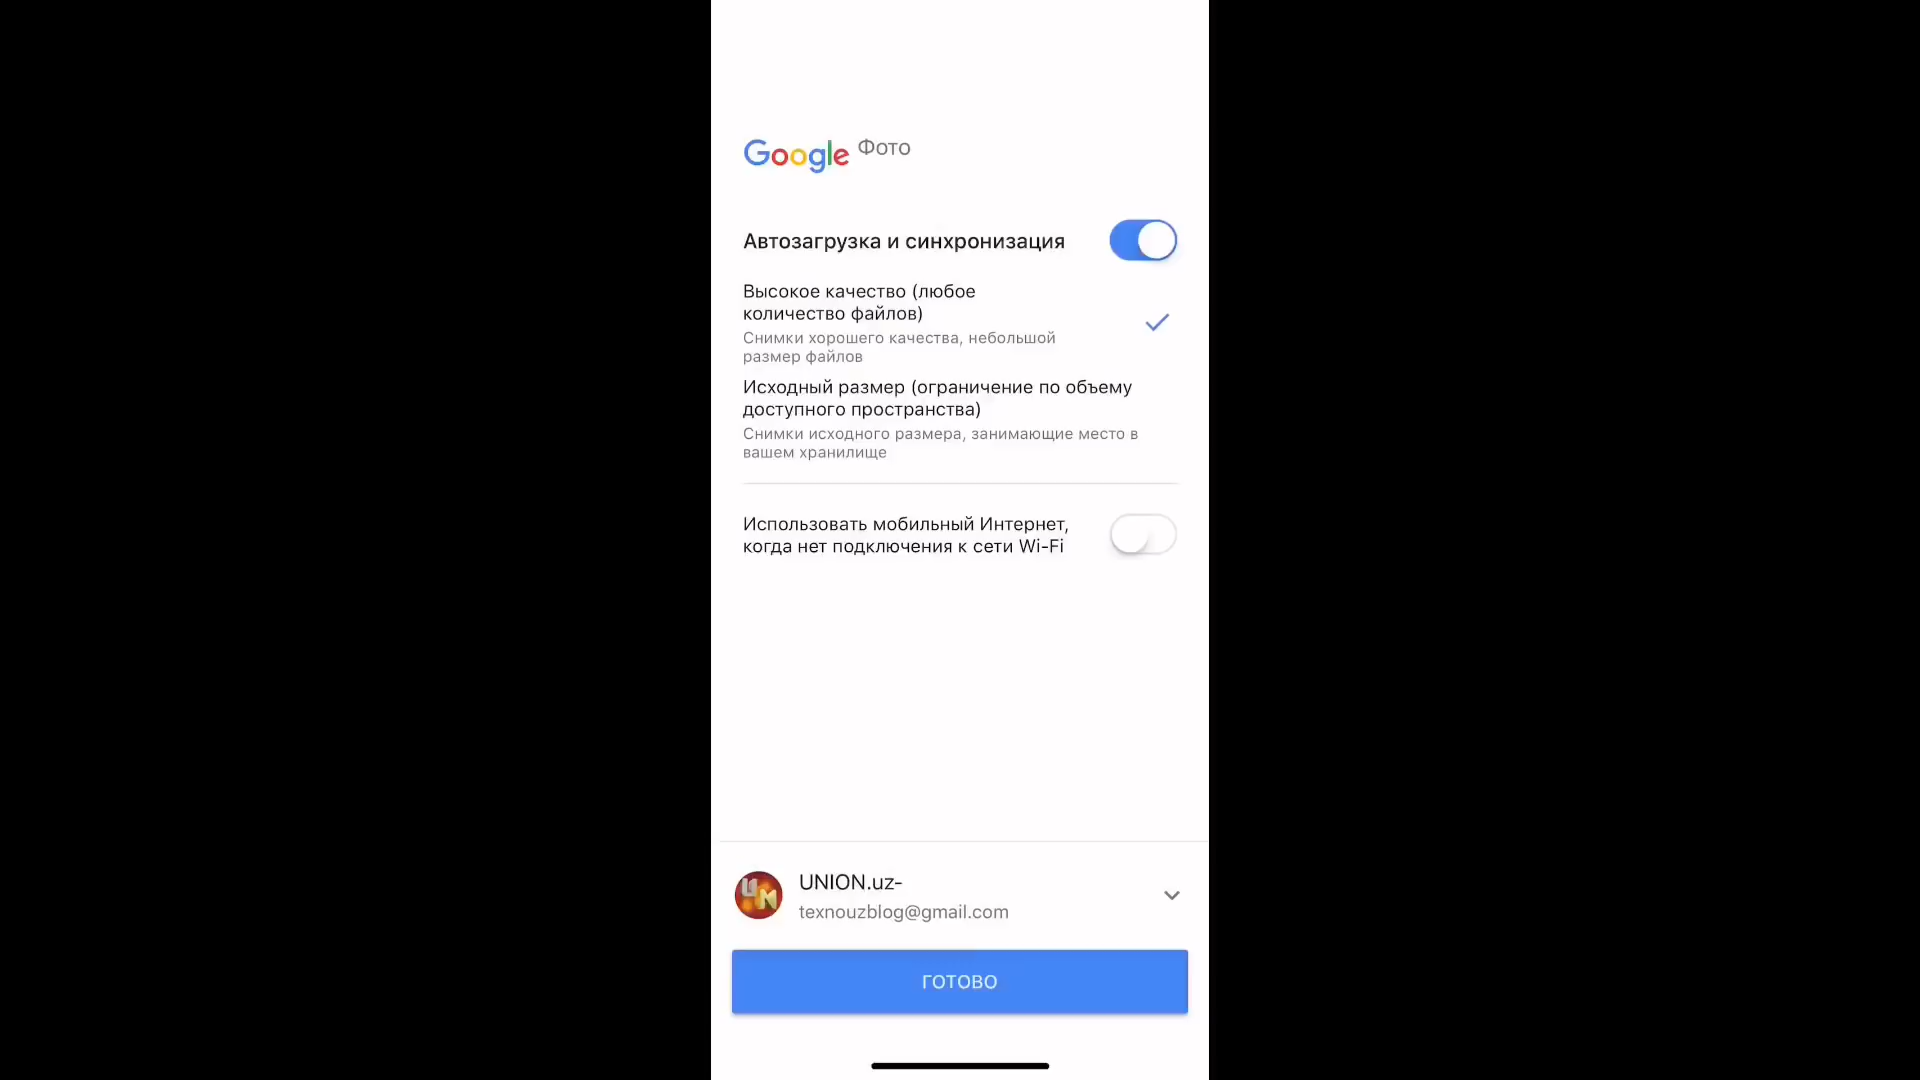 Google Фото
Автозагрузка и синхронизация
Высокое качество (любое
количество файлов)
Снимки хорошего качества, небольшой
размер файлов
Исходный размер (ограничение по объему
доступного пространства)
Снимки исходного размера, занимающие место в
вашем хранилище
Использовать мобильный Интернет,
когда нет подключения к сети Wi-Fi
UM
UNION.uz-
texnouzblog@gmail.com
ГОТОВО